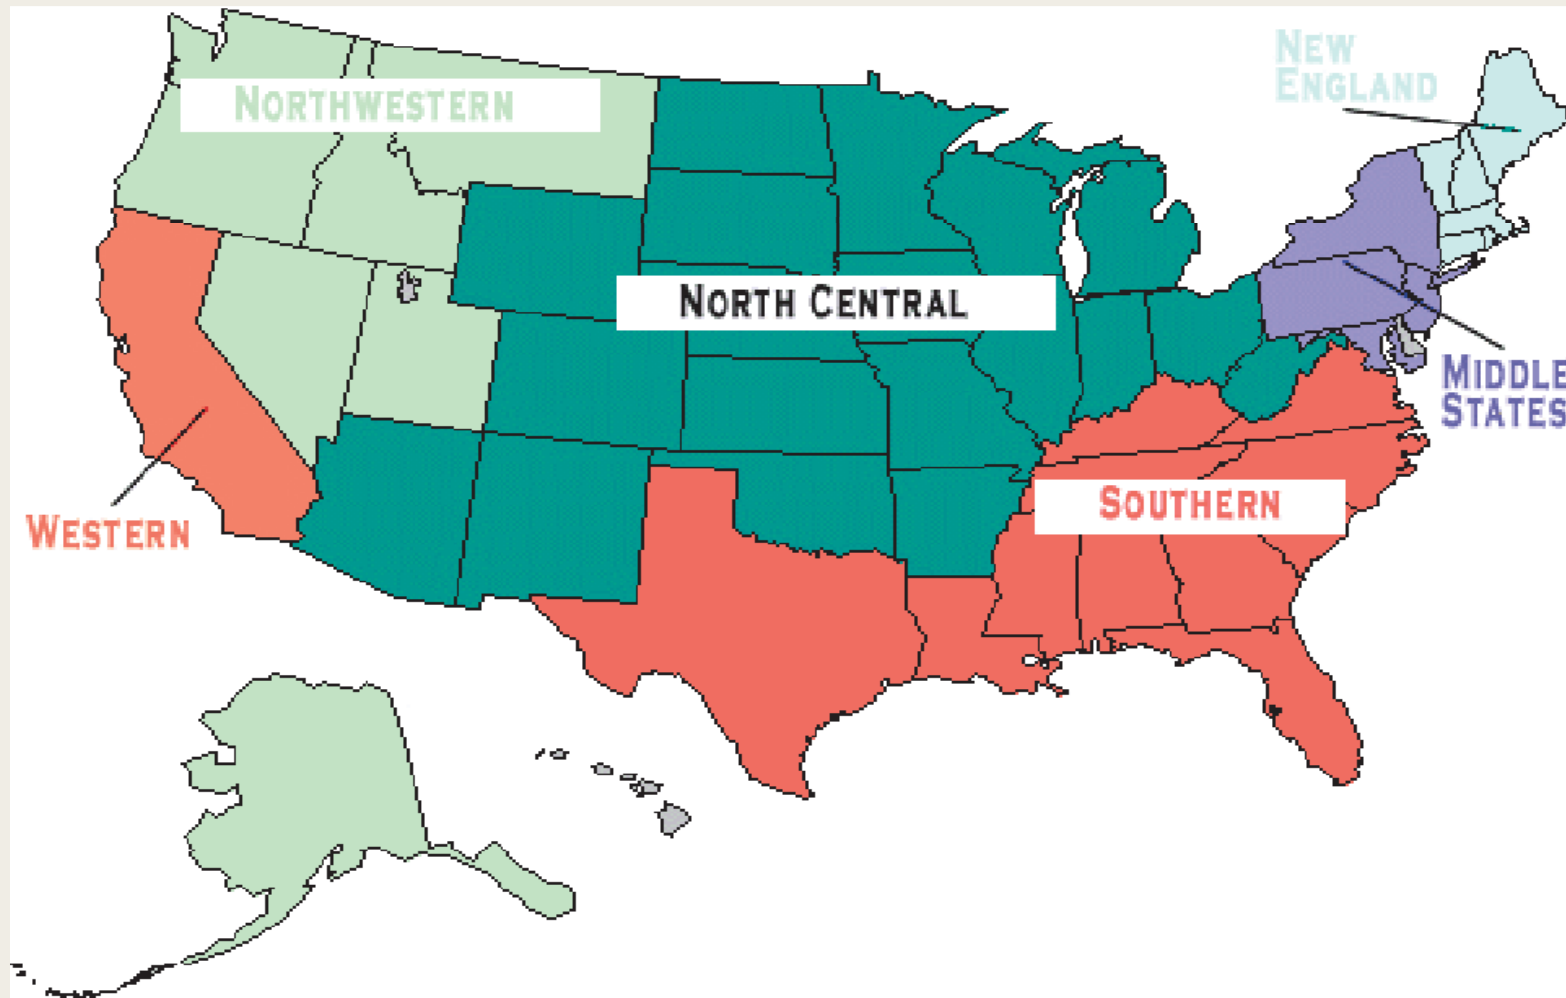 NEW
ENGLAND
NORTHWESTERN
NORTH CENTRAL
MIDDLE
STATES
SOUTHERN
WESTERN